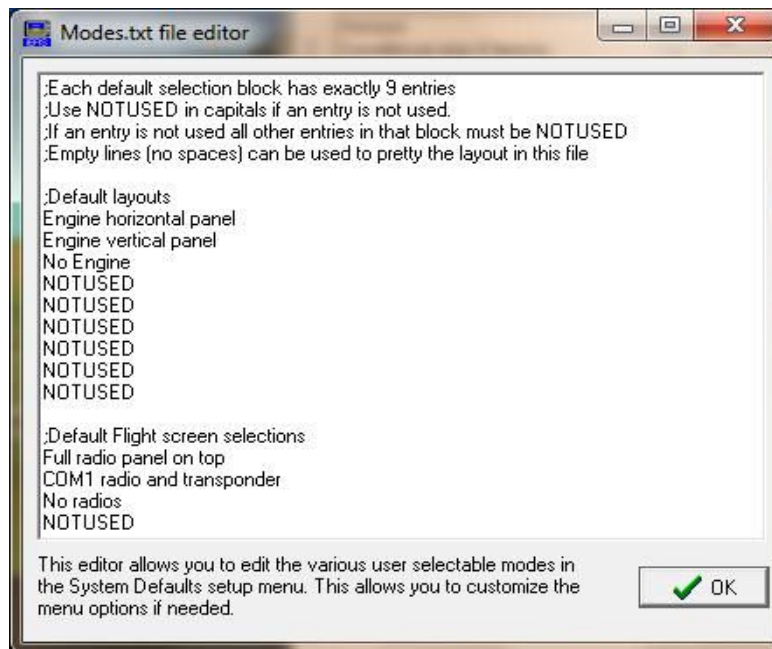 Modes.txt file editor
;Each default selection block has exactly 9 entries
;Use NOTUSED in capitals if an entry is not used.
;If an entry is not used all other entries in that block must be NOTUSED
;Empty lines (no spaces) can be used to pretty the layout in this file
;Default layouts
Engine horizontal panel
Engine vertical panel
No Engine
NOTUSED
NOTUSED
NOTUSED
NOTUSED
NOTUSED
NOTUSED
;Default Flight screen selections
Full radio panel on top
COM1 radio and transponder
No radios
NOTUSED
This editor allows you to edit the various user selectable modes in
the System Defaults setup menu. This allows you to customize the
menu options if needed.
OK